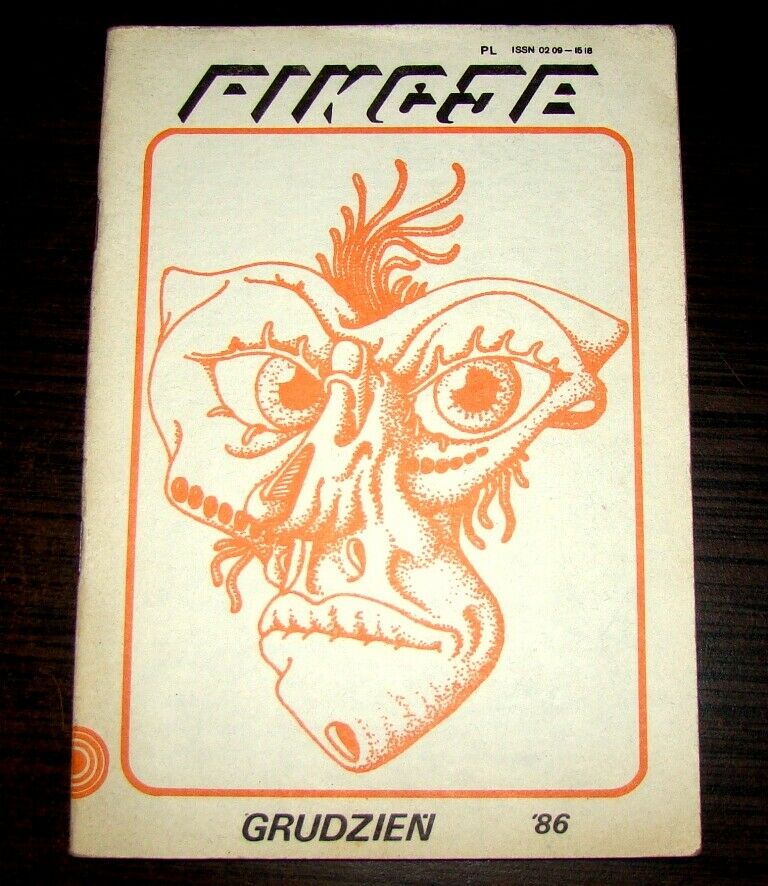 PL ISSN 0209–1518
FIKCJE
GRUDZIEŃ '86